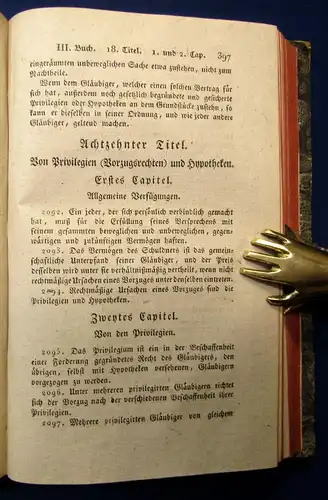 III. Buch. 18. Titel. 1. und 2. Cap. 397
eingeräumten unbeweglichen Sache etwa zustehen, nicht zum
Nachtheile.
Wenn dem Gläubiger, welcher einen solchen Vertrag für
sich hat, außerdem noch gesetzlich begründete und gesicherte
Privilegien oder Hypotheken an dem Grundstücke zustehn, so
kann er dieselben in seiner Ordnung, und wie jeder andere
Gläubiger, geltend machen.
Achtzehnter Titel.
Von Privilegien (Vorzugsrechten) und Hypotheken.
Erstes Capitel.
Allgemeine Verfügungen.
2092. Ein jeder, der sich persönlich verbindlich gemacht
hat, muß für die Erfüllung seines Versprechens mit
seinem gesammten beweglichen und unbeweglichen, gegen-
wärtigen und zukünftigen Vermögen haften.
2093. Das Vermögen des Schuldners ist das gemein-
schaftliche Unterpfand seiner Gläubiger, und der Preis
desselben wird unter sie verhältnißmäßig vertheilt, wenn nicht
rechtmäßige Ursachen eines Vorzuges unter denselben eintreten.
2094. Rechtmäßige Ursachen eines Vorzuges sind die
Privilegien und Hypotheken.
Zweytes Capitel.
Von den Privilegien.
2095. Das Privilegium ist ein in der Beschaffenheit
einer Forderung gegründetes Recht des Gläubigers, den
übrigen, selbst mit Hypotheken versehenen, Gläubigern
vorgezogen zu werden.
2096. Unter mehreren privilegirten Gläubigern richtet
sich der Vorzug nach der verschiedenen Beschaffenheit ihrer
Privilegien.
2097. Mehrere privilegirte Gläubiger von gleichem